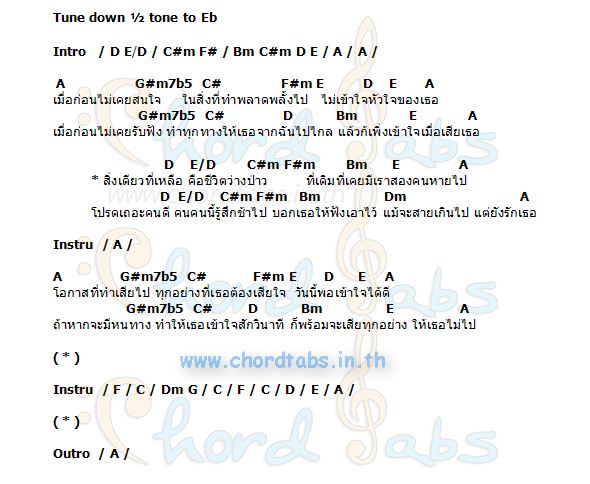 Tune down ½ tone to Eb
Intro / D E/D / C#m F# / Bm C#m D E / A / A /
A G#m7b5 C# F#m E D E A
เมื่อก่อนไม่เคยสนใจ ในสิ่งที่ทำพลาดพลั้งไป ไม่เข้าใจหัวใจของเธอ
G#m7b5 C# D Bm E A
เมื่อก่อนไม่เคยรับฟัง ทำทุกทางให้เธอจากฉันไปไกล แล้วก็เพิ่งเข้าใจเมื่อเสียเธอ
D E/D C#m F#m Bm E A
* สิ่งเดียวที่เหลือ คือชีวิตว่างเปล่า ที่เดิมที่เคยมีเราสองคนหายไป
D E/D C#m F#m Bm Dm A
โปรดเถอะคนดี คนคนนี้รู้สึกช้าไป บอกเธอให้ฟังเอาไว้ แม้จะสายเกินไป แต่ยังรักเธอ
Instru / A /
A G#m7b5 C# F#m E D E A
โอกาสที่ทำเสียไป ทุกอย่างที่เธอต้องเสียใจ วันนี้พอเข้าใจได้ดี
G#m7b5 C# D Bm E A
ถ้าหากจะมีหนทาง ทำให้เธอเข้าใจสักวินาที ก็พร้อมจะเสียทุกอย่าง ให้เธอไม่ไป
( * )
www.chordtabs.in.th
Instru / F / C / Dm G / C / F / C / D / E / A /
( * )
Outro / A /